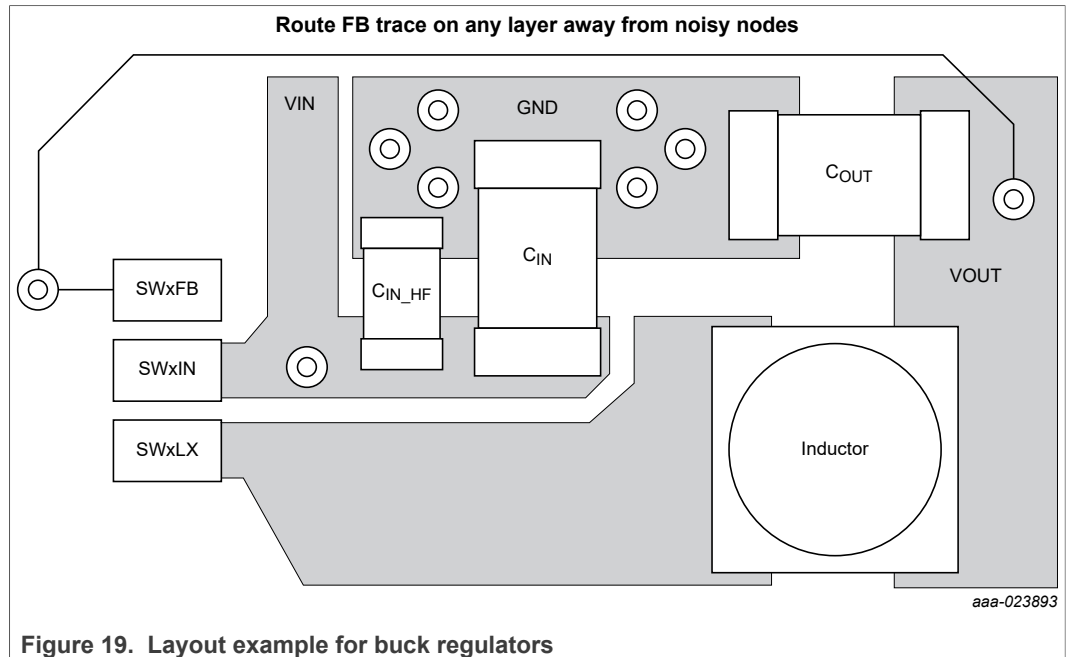 Route FB trace on any layer away from noisy nodes
VIN
GND
COUT
CIN
CIN_HF
SWxFB
VOUT
SWxIN
SWxLX
Inductor
aaa-023893
Figure 19. Layout example for buck regulators